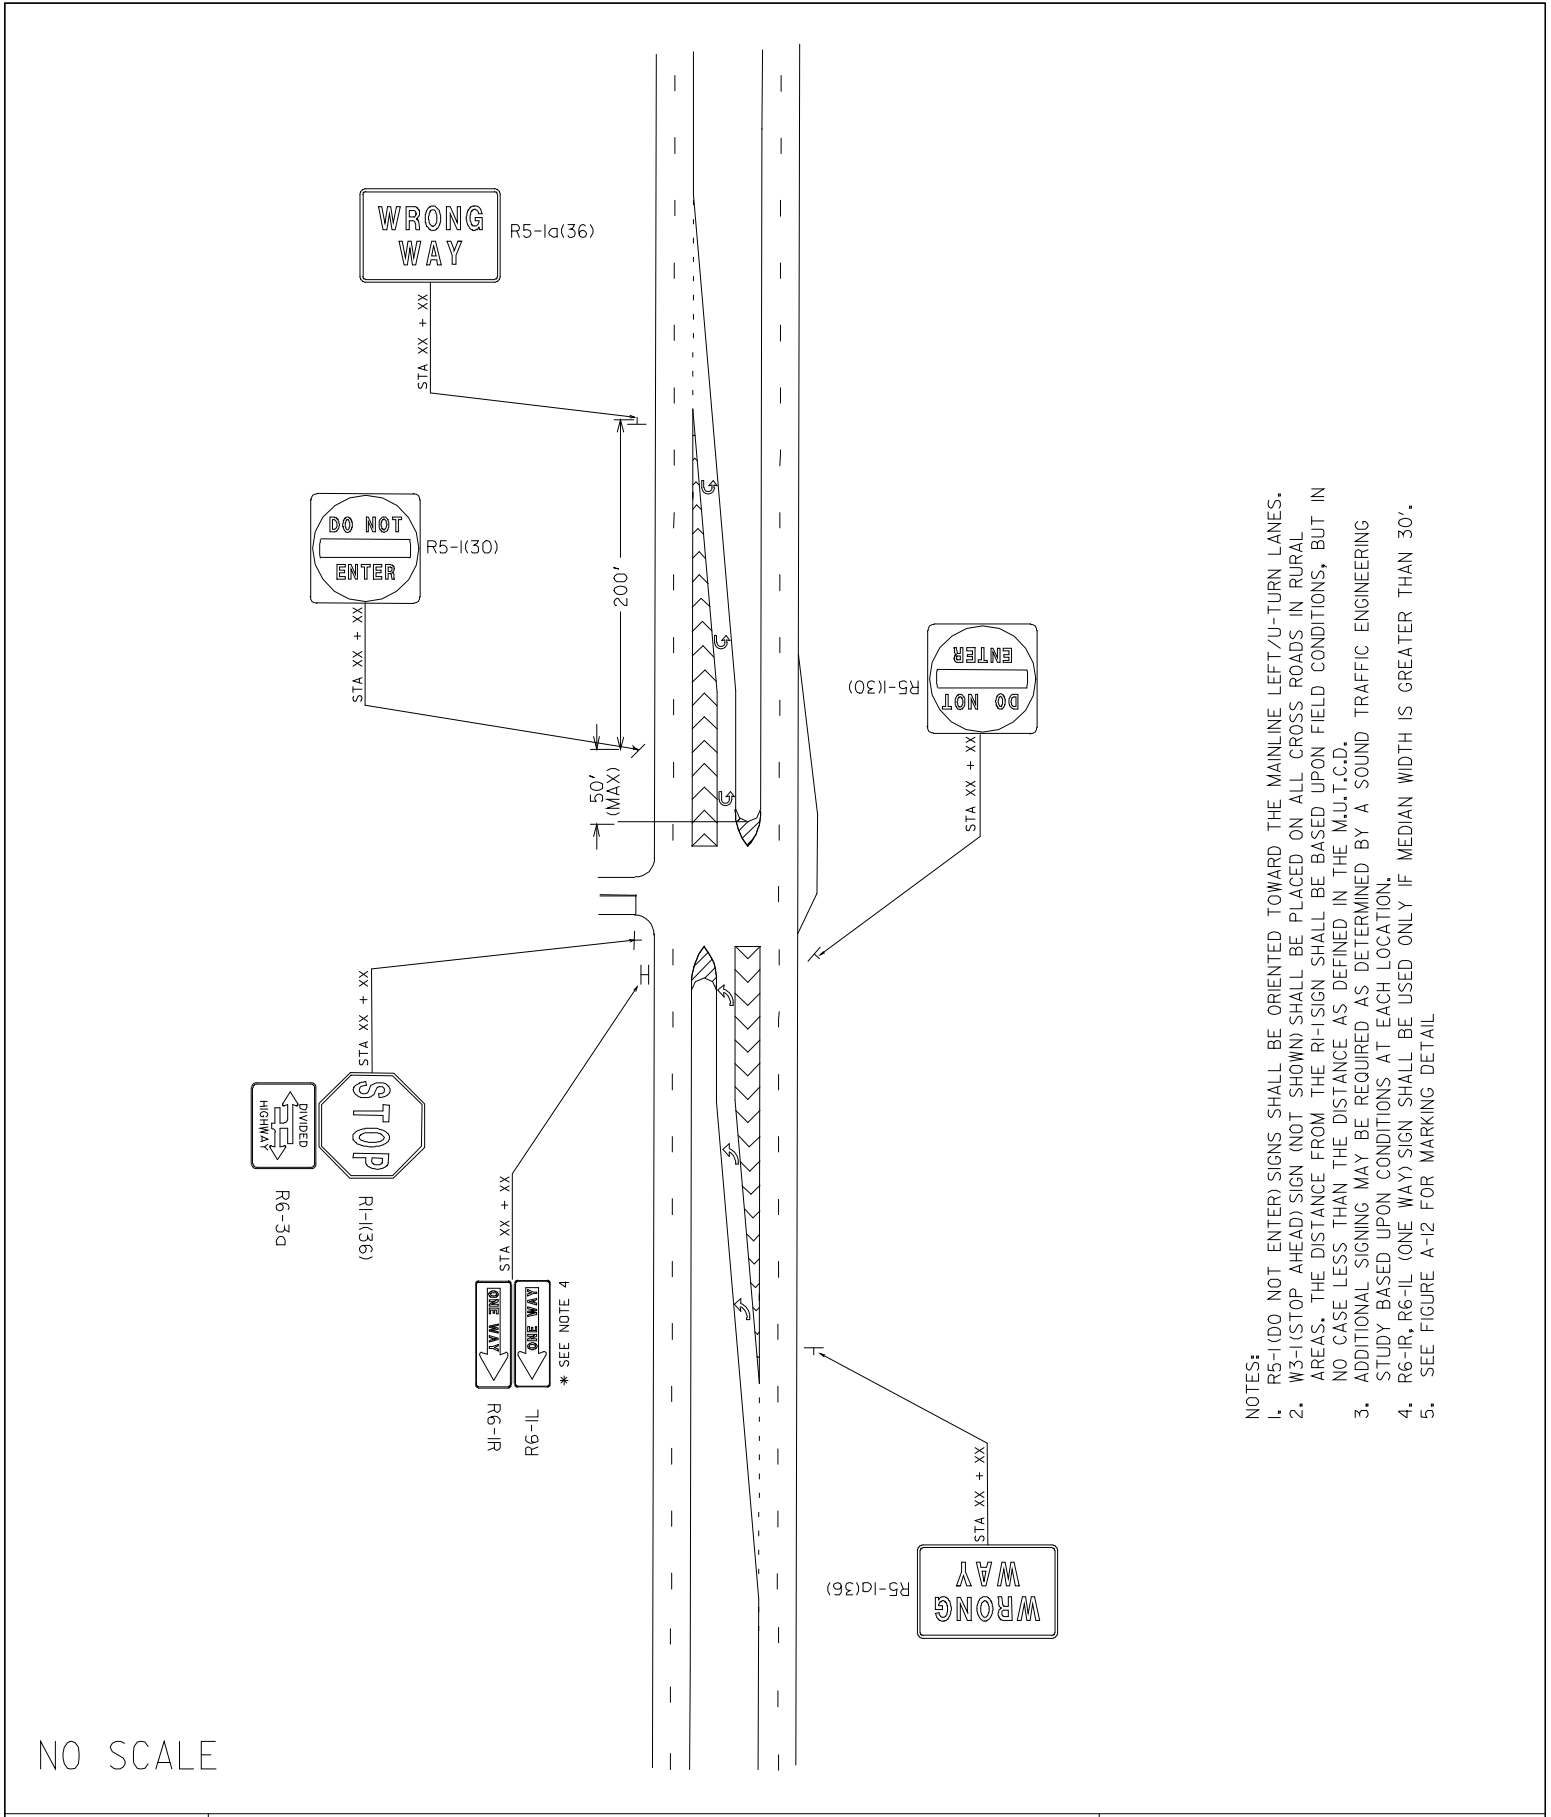 WRONG
WAY
R5-1a(36)
STA XX + XX
DO NOT
ENTER
R5-1(30)
STA XX + XX
200'
50'
(MAX)
DO NOT
ENTER
R5-1(30)
STA XX + XX
STA XX + XX
STOP
R1-1(36)
DIVIDED
HIGHWAY
R6-3a
STA XX + XX
ONE WAY
ONE WAY
* SEE NOTE 4
R6-1L
R6-1R
STA XX + XX
WRONG
WAY
R5-1a(36)
NOTES:
1. R5-1 (DO NOT ENTER) SIGNS SHALL BE ORIENTED TOWARD THE MAINLINE LEFT/U-TURN LANES.
2. W3-1 (STOP AHEAD) SIGN (NOT SHOWN) SHALL BE PLACED ON ALL CROSS ROADS IN RURAL
AREAS. THE DISTANCE FROM THE R1-1 SIGN SHALL BE BASED UPON FIELD CONDITIONS, BUT IN
NO CASE LESS THAN THE DISTANCE AS DEFINED IN THE M.U.T.C.D.
3. ADDITIONAL SIGNING MAY BE REQUIRED AS DETERMINED BY A SOUND TRAFFIC ENGINEERING
STUDY BASED UPON CONDITIONS AT EACH LOCATION.
4. R6-1R, R6-1L (ONE WAY) SIGN SHALL BE USED ONLY IF MEDIAN WIDTH IS GREATER THAN 30'.
5. SEE FIGURE A-12 FOR MARKING DETAIL
NO SCALE